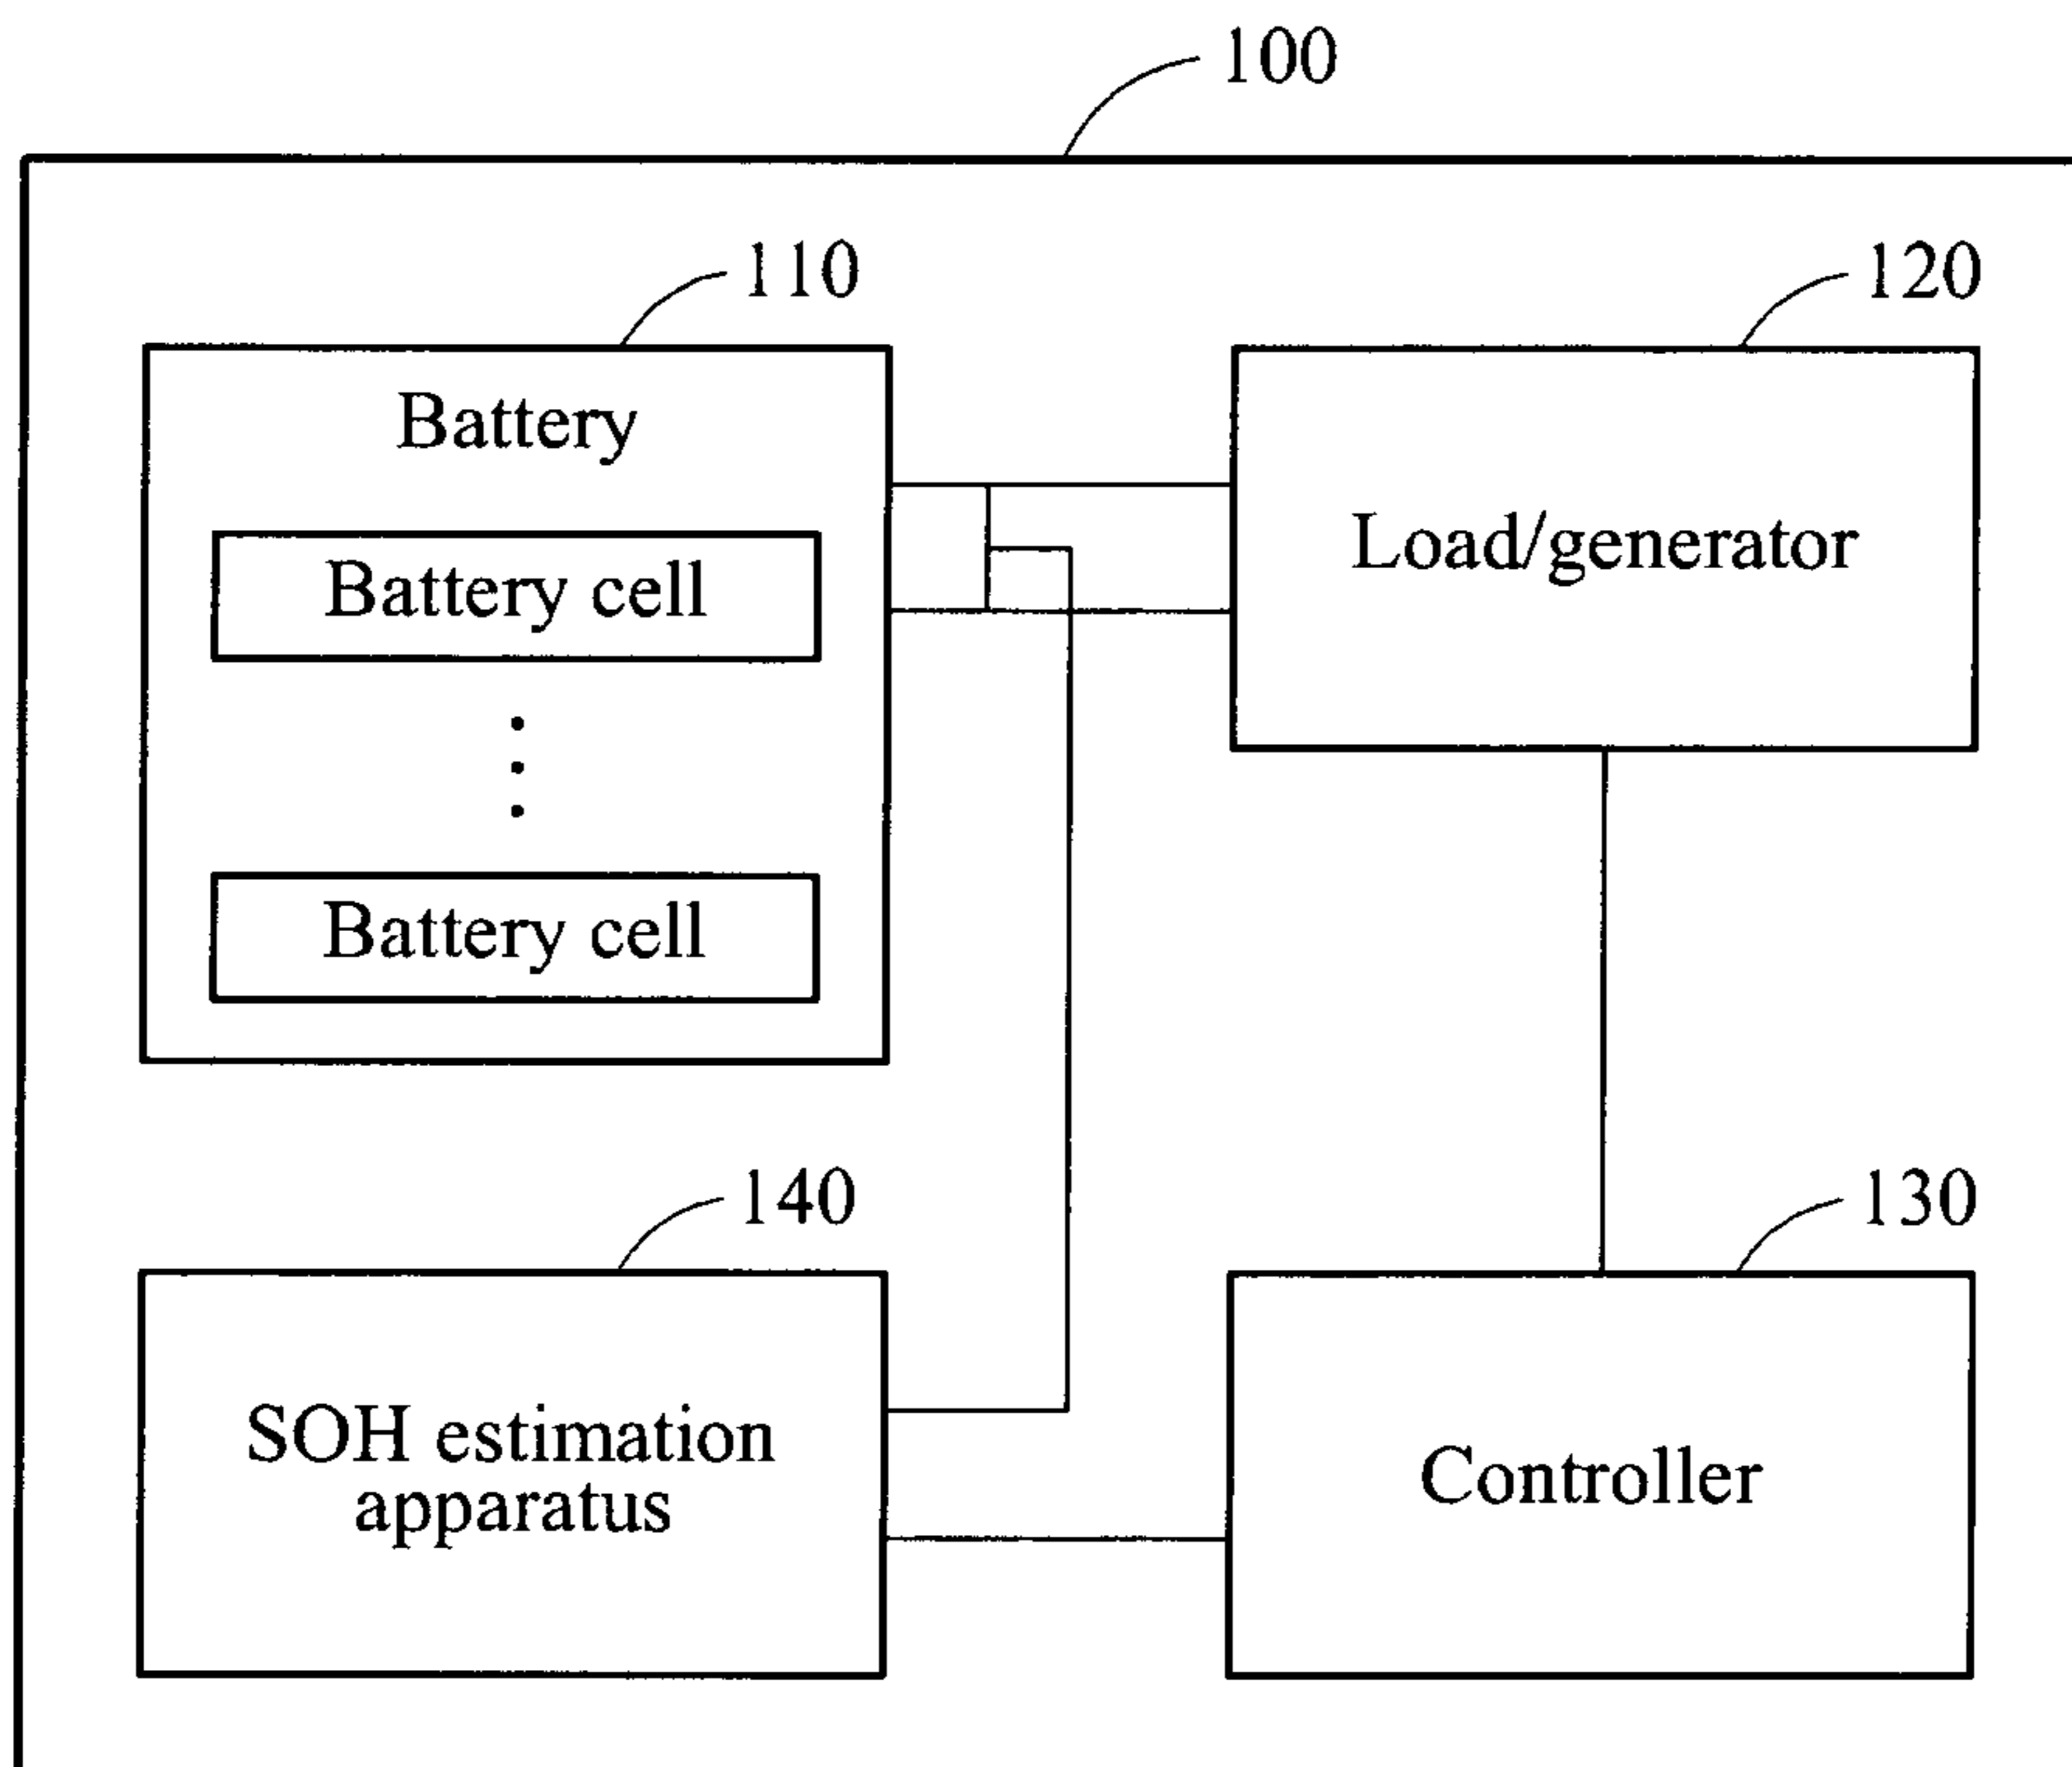 100
110
120
Battery
Load/generator
Battery cell
Battery cell
140
130
SOH estimation
apparatus
Controller